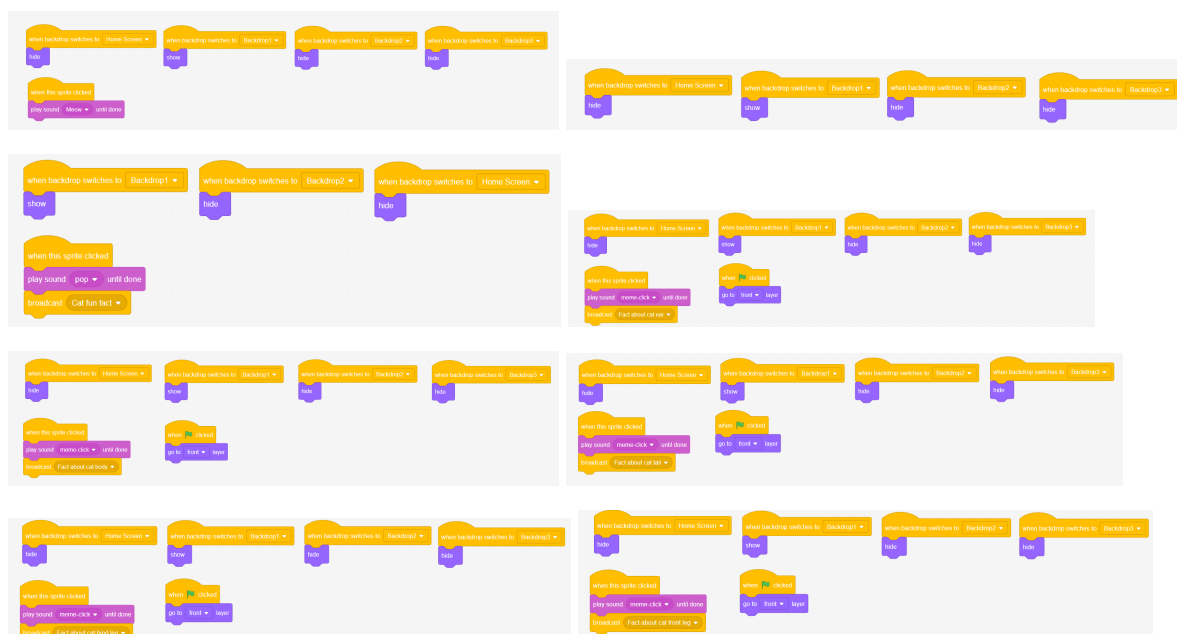 when backdrop switches to Home Screen
hide
when backdrop switches to Backdrop1
show
when backdrop switches to Backdrop2
hide
when backdrop switches to Backdrop3
hide
when this sprite clicked
play sound Meow until done
when backdrop switches to Home Screen
hide
when backdrop switches to Backdrop1
show
when backdrop switches to Backdrop2
hide
when backdrop switches to Backdrop3
hide
when backdrop switches to Backdrop1
show
when backdrop switches to Backdrop2
hide
when backdrop switches to Home Screen
hide
when this sprite clicked
play sound pop until done
broadcast Cat fun fact
when backdrop switches to Home Screen
hide
when backdrop switches to Backdrop1
show
when backdrop switches to Backdrop2
hide
when backdrop switches to Backdrop3
hide
when this sprite clicked
play sound meme-click until done
broadcast Fact about cat ear
when clicked
go to front layer
when backdrop switches to Home Screen
hide
when backdrop switches to Backdrop1
show
when backdrop switches to Backdrop2
hide
when backdrop switches to Backdrop3
hide
when this sprite clicked
play sound meme-click until done
broadcast Fact about cat body
when clicked
go to front layer
when backdrop switches to Home Screen
hide
when backdrop switches to Backdrop1
show
when backdrop switches to Backdrop2
hide
when backdrop switches to Backdrop3
hide
when this sprite clicked
play sound meme-click until done
broadcast Fact about cat tail
when clicked
go to front layer
when backdrop switches to Home Screen
hide
when backdrop switches to Backdrop1
show
when backdrop switches to Backdrop2
hide
when backdrop switches to Backdrop3
hide
when this sprite clicked
play sound meme-click until done
broadcast Fact about cat hind leg
when clicked
go to front layer
when backdrop switches to Home Screen
hide
when backdrop switches to Backdrop1
show
when backdrop switches to Backdrop2
hide
when backdrop switches to Backdrop3
hide
when this sprite clicked
play sound meme-click until done
broadcast Fact about cat front leg
when clicked
go to front layer